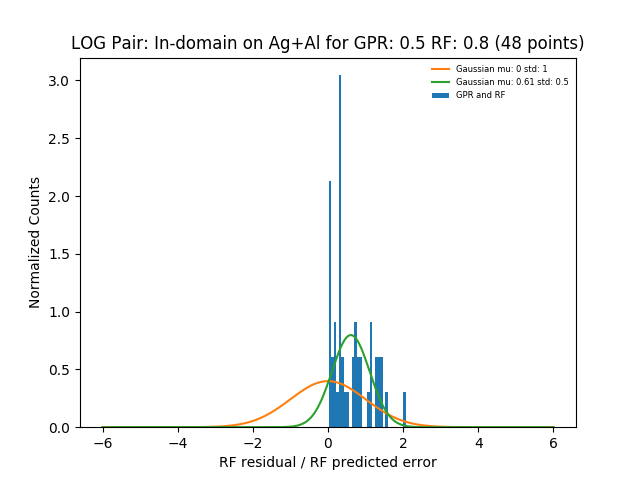 LOG Pair: In-domain on Ag+Al for GPR: 0.5 RF: 0.8 (48 points)
Gaussian mu: 0 std: 1
Gaussian mu: 0.61 std: 0.5
GPR and RF
Normalized Counts
3.0
2.5
2.0
1.5
1.0
0.5
0.0
−6 −4 −2 0 2 4 6
RF residual / RF predicted error